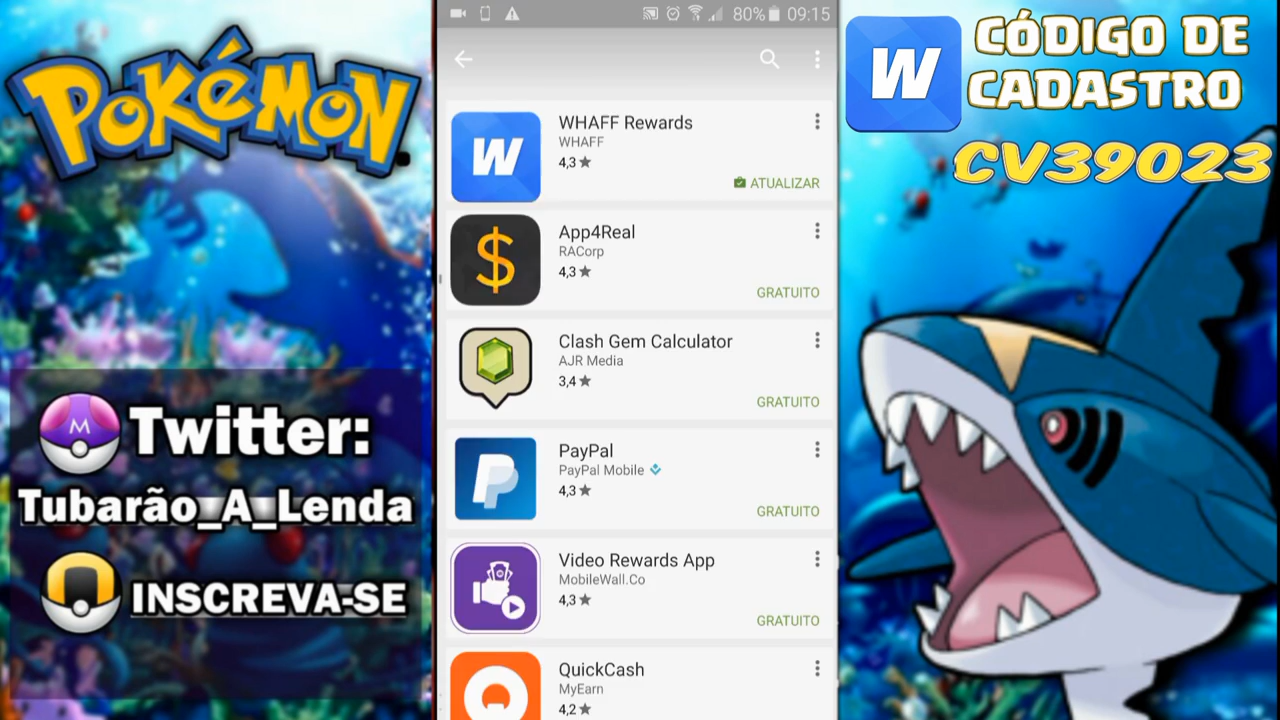 POKÉMON
Twitter:
Tubarão_A_Lenda
INSCREVA-SE
M
80% 09:15
WHAFF Rewards
WHAFF
4,3 ★
ATUALIZAR
App4Real
RACorp
4,3 ★
GRATUITO
Clash Gem Calculator
AJR Media
3,4 ★
GRATUITO
PayPal
PayPal Mobile
4,3 ★
GRATUITO
Video Rewards App
MobileWall.Co
4,3 ★
GRATUITO
QuickCash
MyEarn
4,2 ★
W
$
P
W
CÓDIGO DE
CADASTRO
CV39023